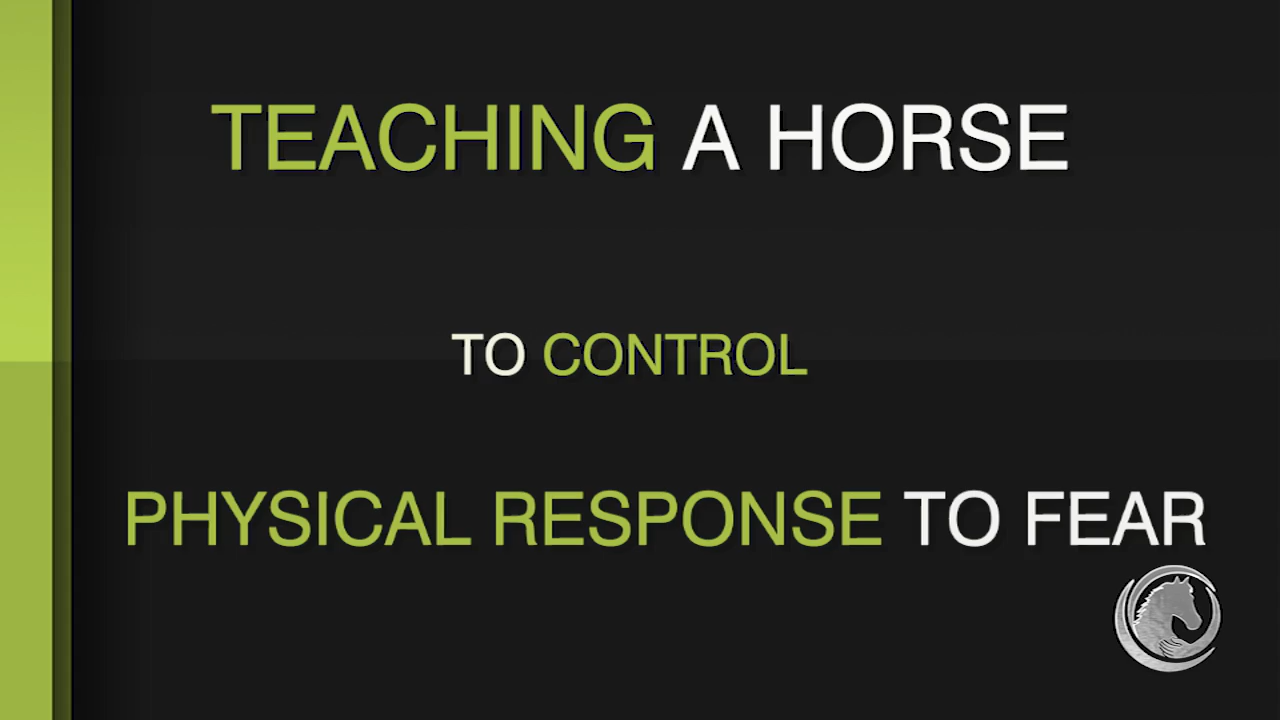 TEACHING A HORSE
TO CONTROL
PHYSICAL RESPONSE TO FEAR